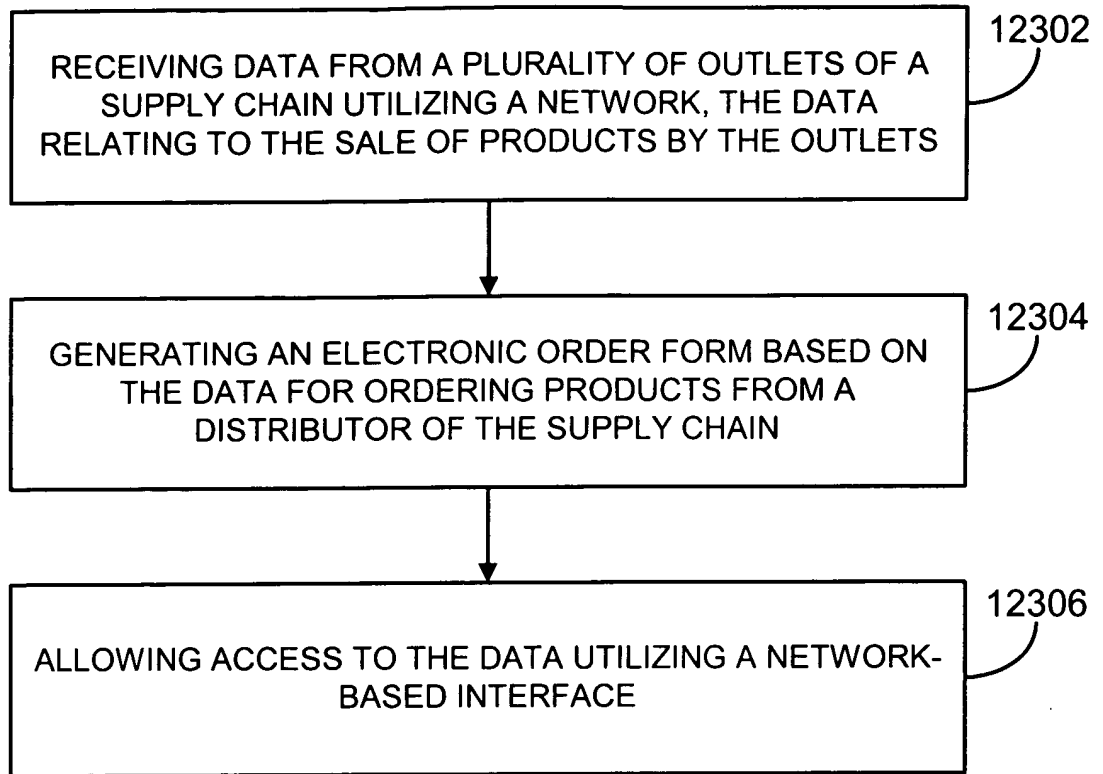 12302
RECEIVING DATA FROM A PLURALITY OF OUTLETS OF A
SUPPLY CHAIN UTILIZING A NETWORK, THE DATA
RELATING TO THE SALE OF PRODUCTS BY THE OUTLETS
12304
GENERATING AN ELECTRONIC ORDER FORM BASED ON
THE DATA FOR ORDERING PRODUCTS FROM A
DISTRIBUTOR OF THE SUPPLY CHAIN
12306
ALLOWING ACCESS TO THE DATA UTILIZING A NETWORK-
BASED INTERFACE